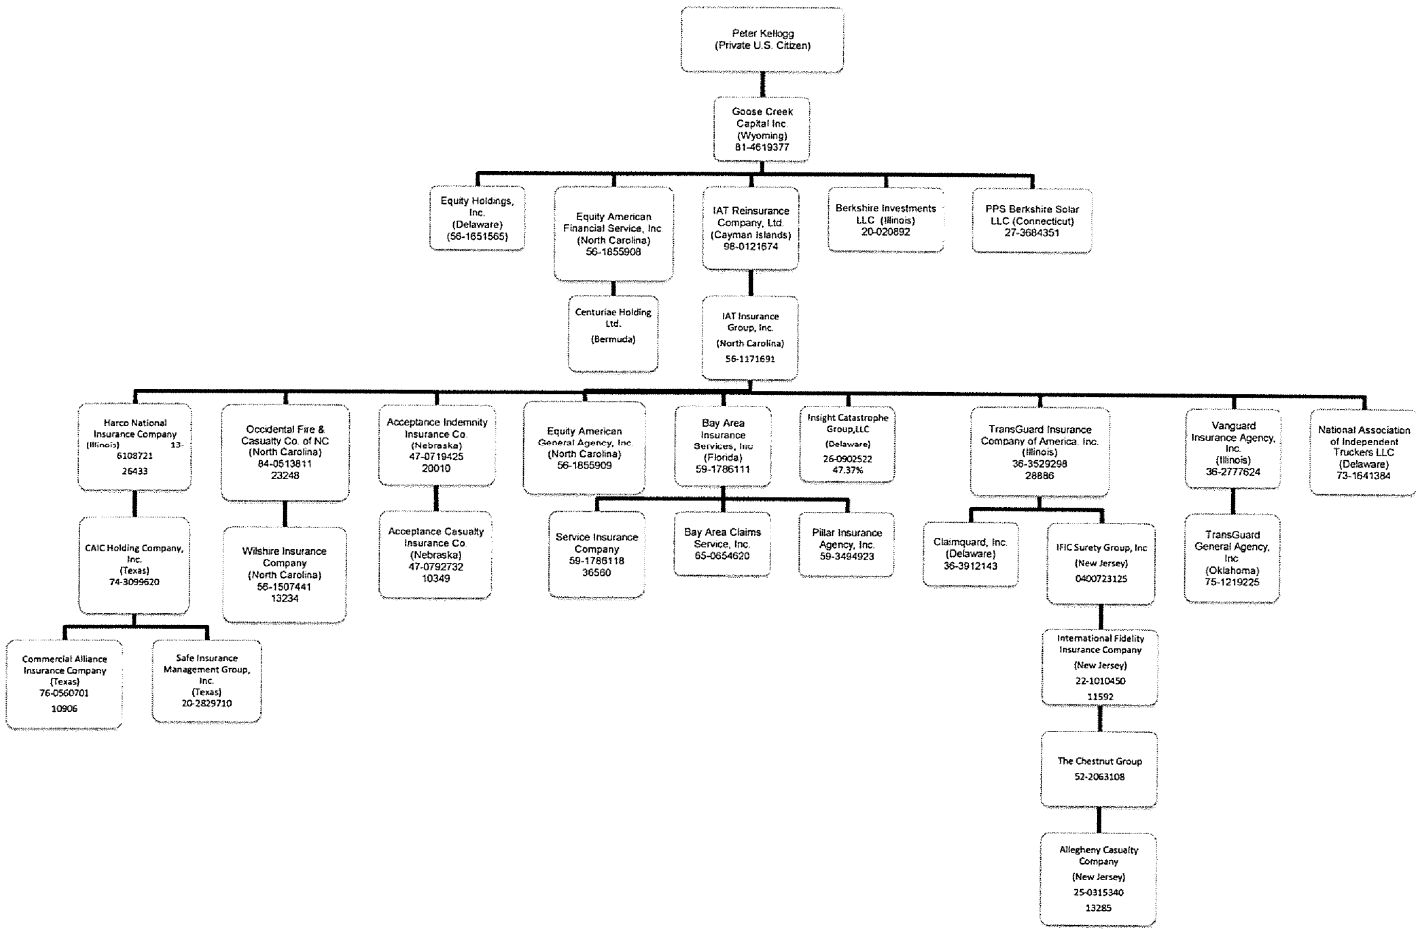 Peter Kellogg
(Private U.S. Citizen)
Goose Creek
Capital Inc.
(Wyoming)
81-4619377
Equity Holdings,
Inc.
(Delaware)
(56-1651565)
Equity American
Financial Service, Inc
(North Carolina)
56-1855908
IAT Reinsurance
Company, Ltd.
(Cayman Islands)
98-0121674
Berkshire Investments
LLC (Illinois)
20-020892
PPS Berkshire Solar
LLC (Connecticut)
27-3684351
Centuriae Holding
Ltd.
(Bermuda)
IAT Insurance
Group, Inc.
(North Carolina)
56-1171691
Harco National
Insurance Company
(Illinois) 13-
6108721
26433
Occidental Fire &
Casualty Co. of NC
(North Carolina)
84-0513811
23248
Acceptance Indemnity
Insurance Co.
(Nebraska)
47-0719425
20010
Equity American
General Agency, Inc.
(North Carolina)
56-1855909
Bay Area
Insurance
Services, Inc
(Florida)
59-1786111
Insight Catastrophe
Group,LLC
(Delaware)
26-0902522
47.37%
TransGuard Insurance
Company of America. Inc.
(Illinois)
36-3529298
28886
Vanguard
Insurance Agency,
Inc.
(Illinois)
36-2777624
National Association
of Independent
Truckers LLC
(Delaware)
73-1641384
CAIC Holding Company,
Inc.
(Texas)
74-3099620
Wilshire Insurance
Company
(North Carolina)
56-1507441
13234
Acceptance Casualty
Insurance Co.
(Nebraska)
47-0792732
10349
Service Insurance
Company
59-1786118
36560
Bay Area Claims
Service, Inc.
65-0654620
Pillar Insurance
Agency, Inc.
59-3494923
Claimquard, Inc.
(Delaware)
36-3912143
IFIC Surety Group, Inc
(New Jersey)
0400723125
TransGuard
General Agency,
Inc
(Oklahoma)
75-1219225
Commercial Alliance
Insurance Company
(Texas)
76-0560701
10906
Safe Insurance
Management Group,
Inc.
(Texas)
20-2829710
International Fidelity
Insurance Company
(New Jersey)
22-1010450
11592
The Chestnut Group
52-2063108
Allegheny Casualty
Company
(New Jersey)
25-0315340
13285